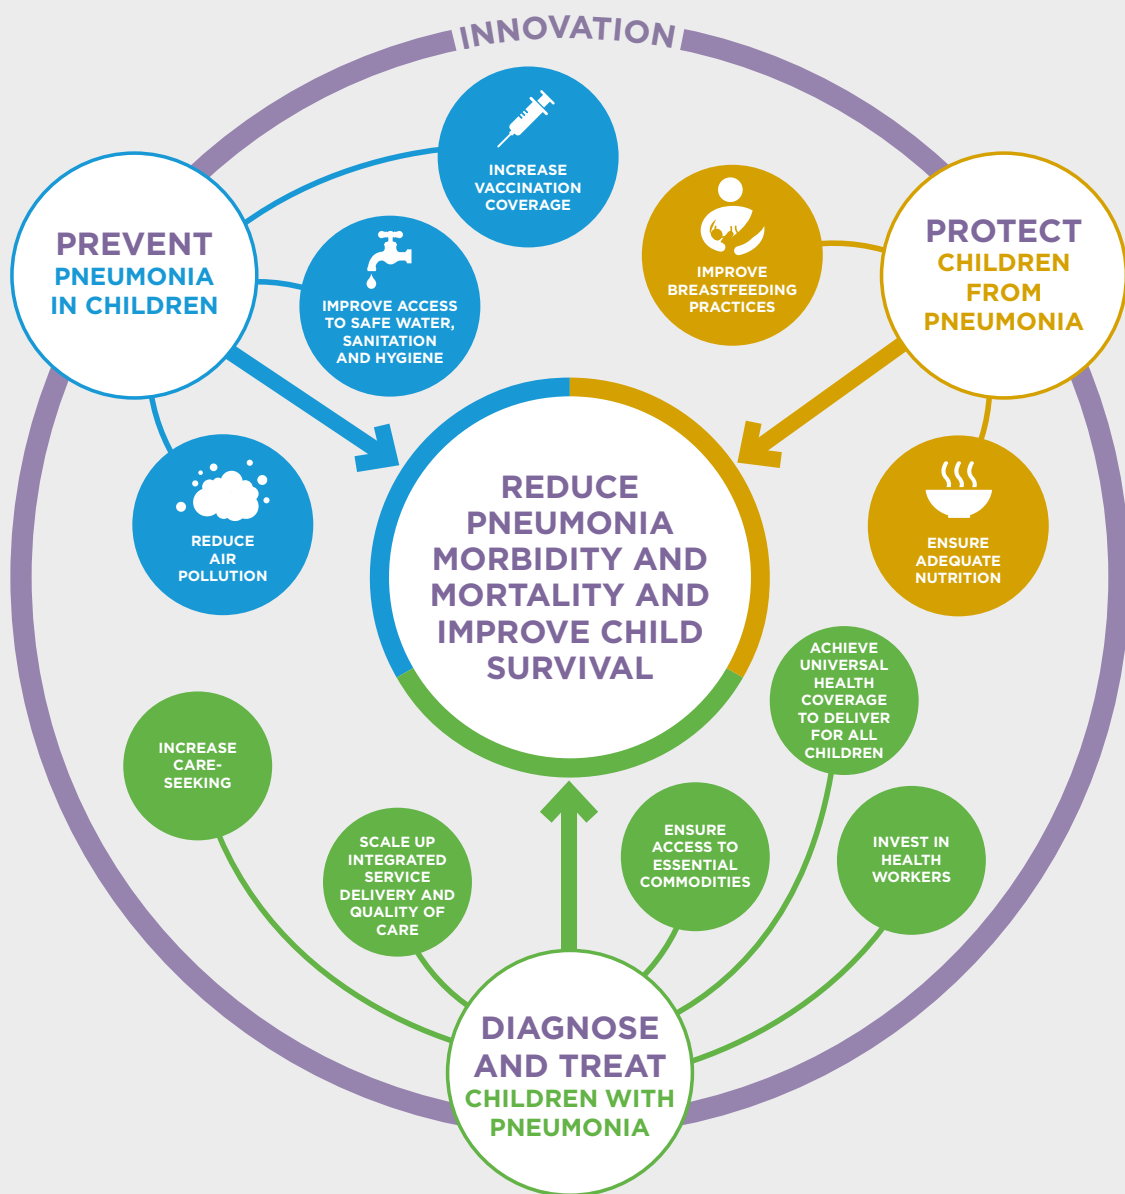 INNOVATION
PREVENT
PNEUMONIA
IN CHILDREN
INCREASE
VACCINATION
COVERAGE
IMPROVE ACCESS
TO SAFE WATER,
SANITATION
AND HYGIENE
REDUCE
AIR
POLLUTION
PROTECT
CHILDREN
FROM
PNEUMONIA
IMPROVE
BREASTFEEDING
PRACTICES
ENSURE
ADEQUATE
NUTRITION
REDUCE
PNEUMONIA
MORBIDITY AND
MORTALITY AND
IMPROVE CHILD
SURVIVAL
INCREASE
CARE-
SEEKING
SCALE UP
INTEGRATED
SERVICE
DELIVERY AND
QUALITY OF
CARE
ENSURE
ACCESS TO
ESSENTIAL
COMMODITIES
ACHIEVE
UNIVERSAL
HEALTH
COVERAGE
TO DELIVER
FOR ALL
CHILDREN
INVEST IN
HEALTH
WORKERS
DIAGNOSE
AND TREAT
CHILDREN WITH
PNEUMONIA